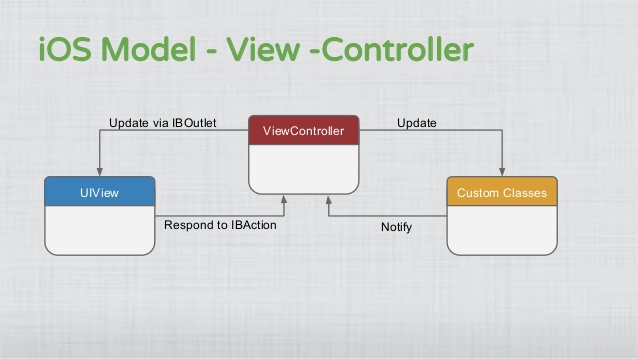 iOS Model - View -Controller
Update via IBOutlet
ViewController
Update
UIView
Custom Classes
Respond to IBAction
Notify